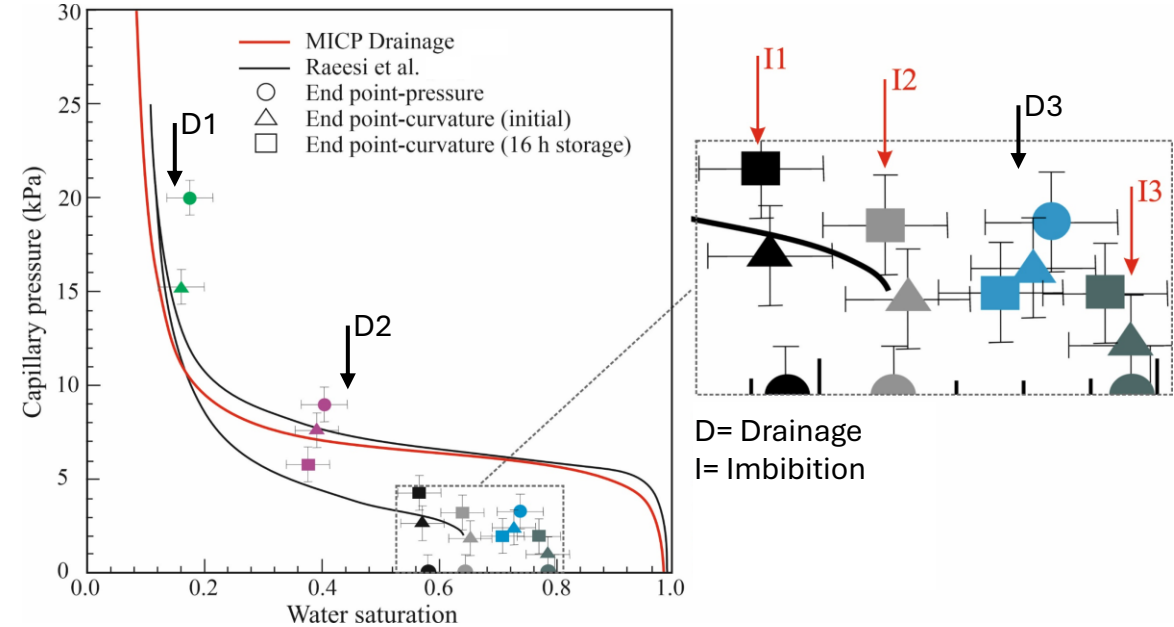 30
25
20
15
10
5
0
Capillary pressure (kPa)
MICP Drainage
Raeesi et al.
End point-pressure
End point-curvature (initial)
End point-curvature (16 h storage)
D1
D2
0.0
0.2
0.4
0.6
0.8
1.0
Water saturation
I1
I2
D3
I3
D= Drainage
I= Imbibition